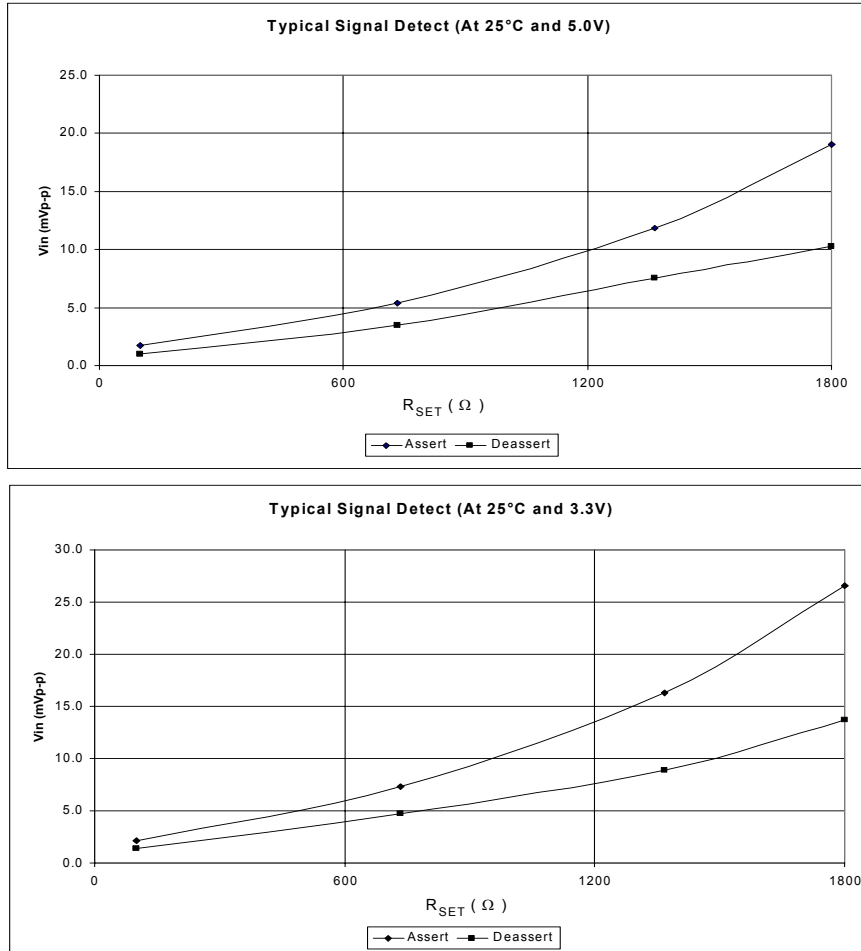 Typical Signal Detect (At 25°C and 5.0V)
25.0
20.0
15.0
10.0
5.0
0.0
Vin (mVp-p)
0 600 1200 1800
RSET ( Ω )
Assert Deassert
Typical Signal Detect (At 25°C and 3.3V)
30.0
25.0
20.0
15.0
10.0
5.0
0.0
Vin (mVp-p)
0 600 1200 1800
RSET ( Ω )
Assert Deassert